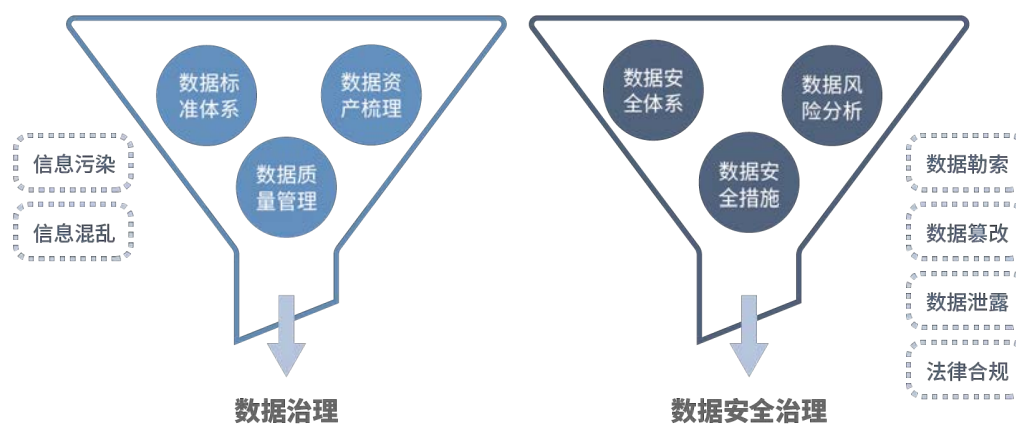 数据标
准体系
数据资
产梳理
数据质
量管理
信息污染
信息混乱
数据治理
数据安
全体系
数据风
险分析
数据安
全措施
数据勒索
数据篡改
数据泄露
法律合规
数据安全治理